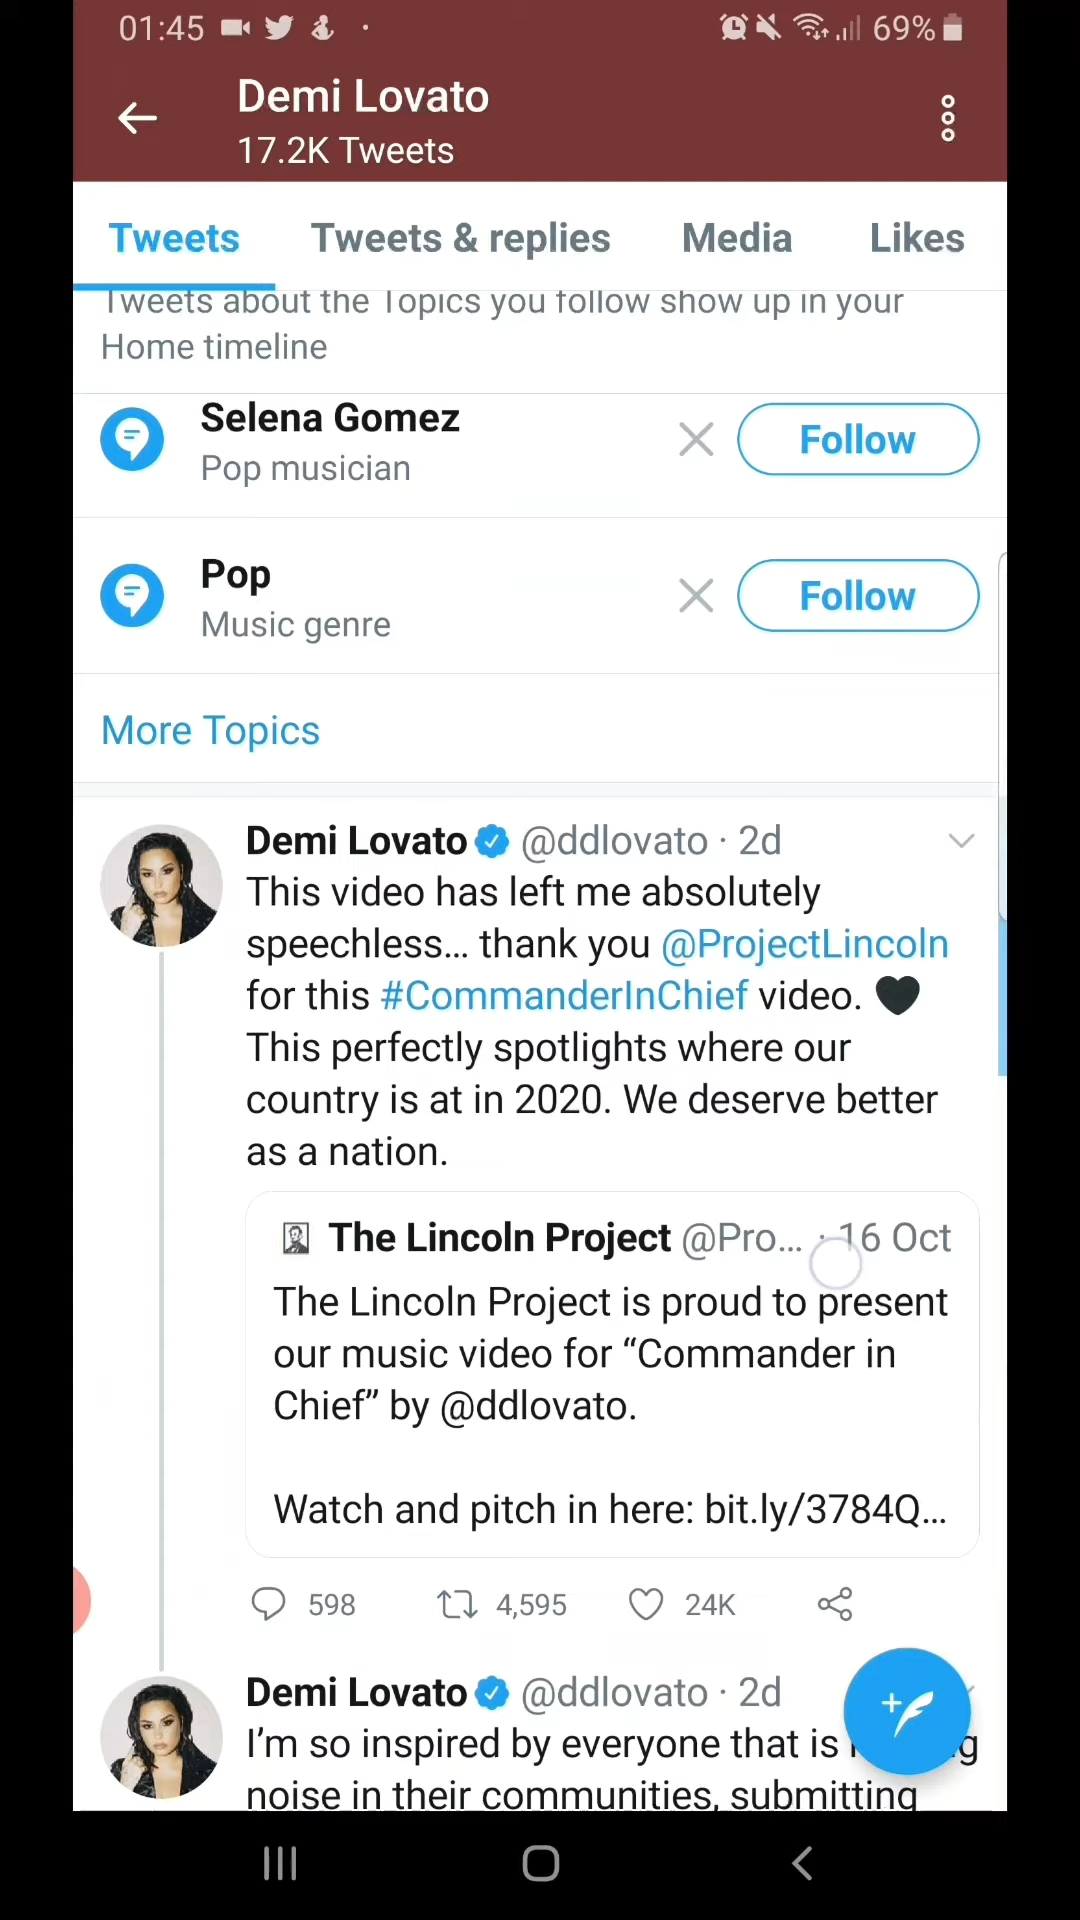 01:45 69%
Demi Lovato
17.2K Tweets
Tweets Tweets & replies Media Likes
Tweets about the Topics you follow show up in your
Home timeline
Selena Gomez
Pop musician
Follow
Pop
Music genre
Follow
More Topics
Demi Lovato @ddlovato · 2d
This video has left me absolutely
speechless... thank you @ProjectLincoln
for this #CommanderInChief video. 🖤
This perfectly spotlights where our
country is at in 2020. We deserve better
as a nation.
The Lincoln Project @Pro... · 16 Oct
The Lincoln Project is proud to present
our music video for “Commander in
Chief” by @ddlovato.
Watch and pitch in here: bit.ly/3784Q...
598 4,595 24K
Demi Lovato @ddlovato · 2d
I’m so inspired by everyone that is
noise in their communities, submitting